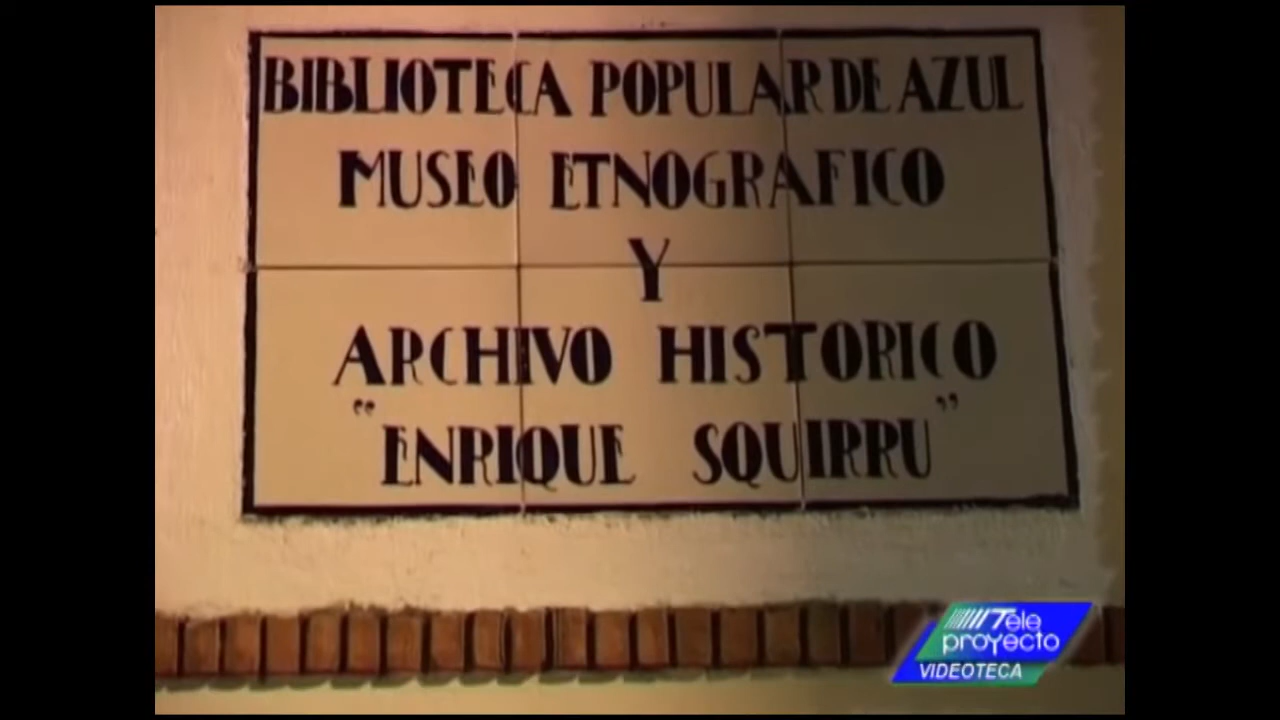 BIBLIOTECA POPULAR DE AZUL
MUSEO ETNOGRAFICO
Y
ARCHIVO HISTORICO
"ENRIQUE SQUIRRU"
Tele
proyecto
VIDEOTECA